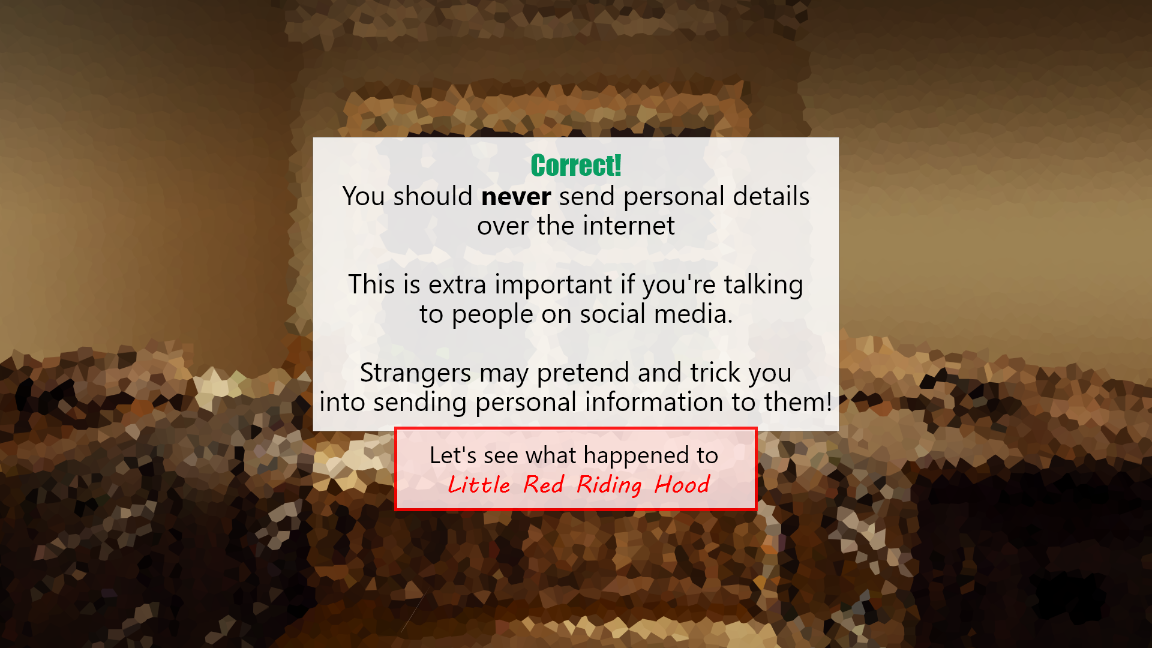 Correct!
You should never send personal details
over the internet
This is extra important if you're talking
to people on social media.
Strangers may pretend and trick you
into sending personal information to them!
Let's see what happened to
Little Red Riding Hood